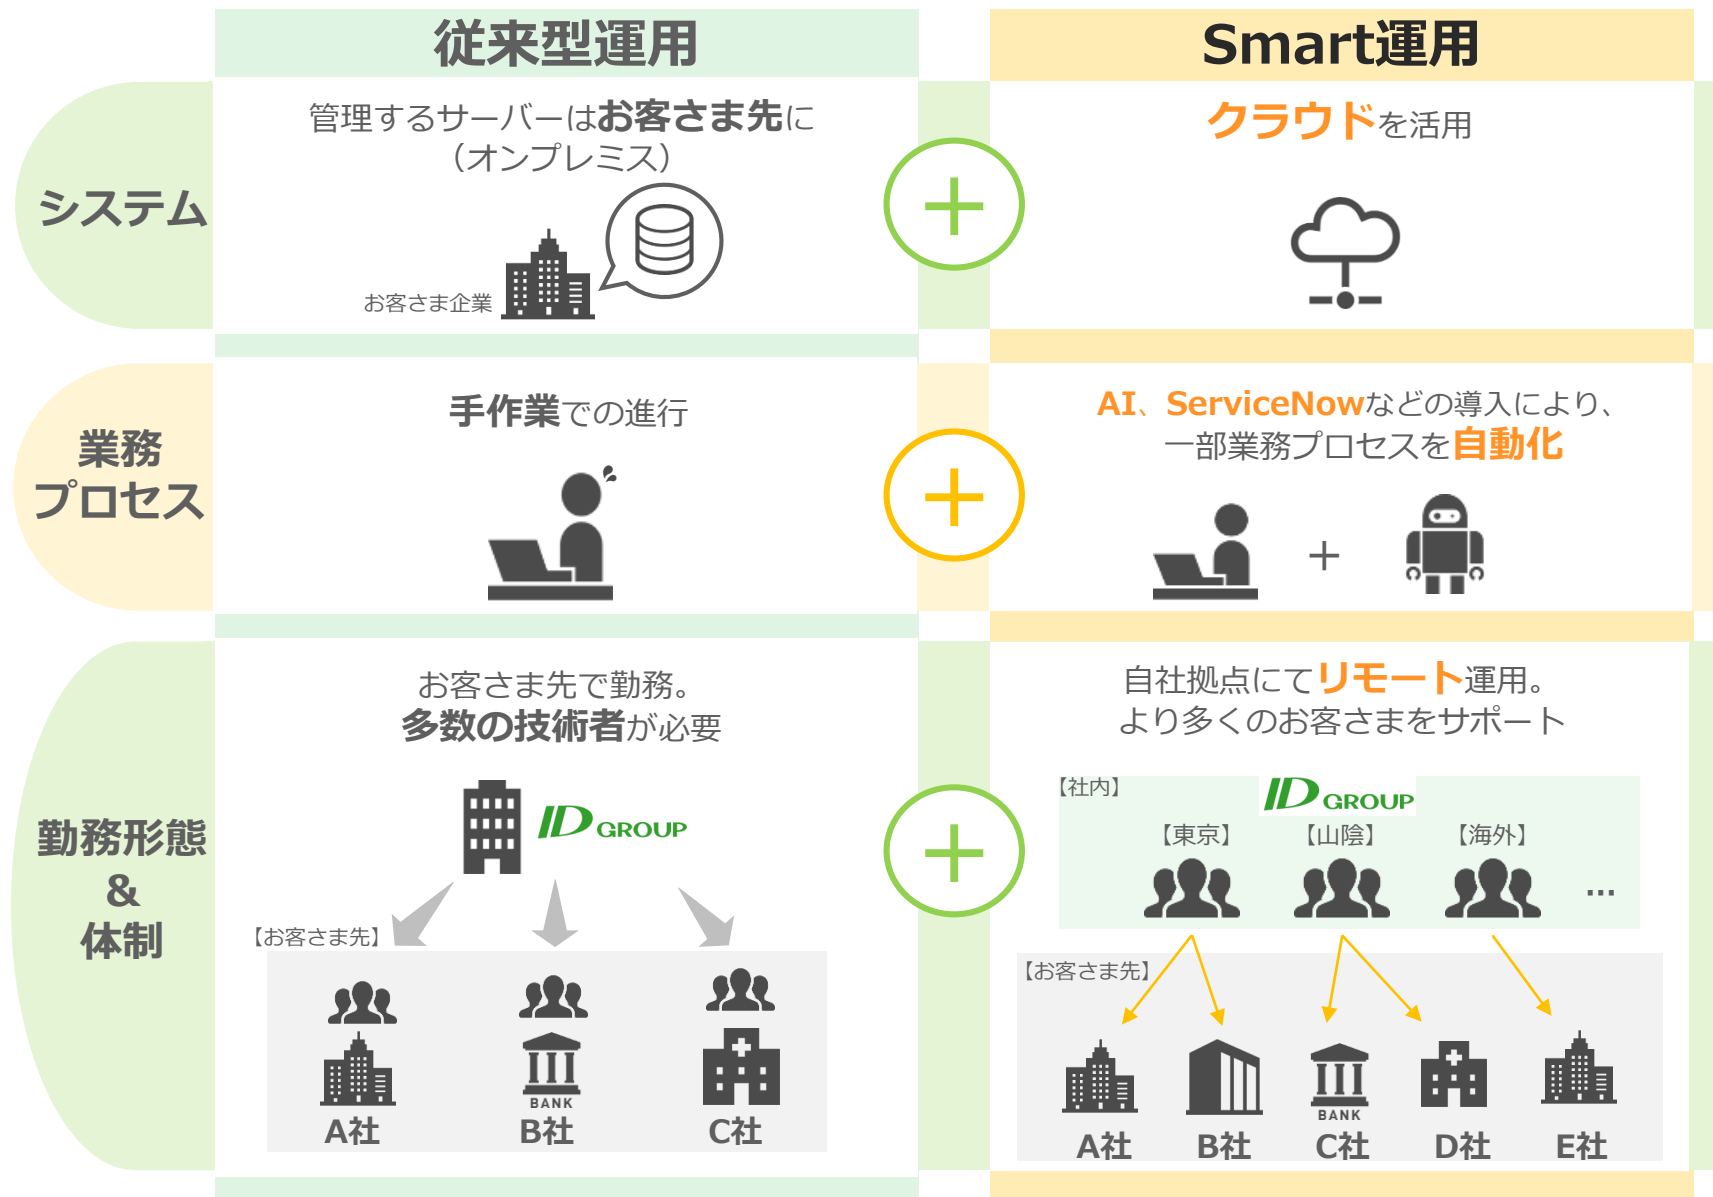 従来型運用
Smart運用
システム
管理するサーバーはお客さま先に
（オンプレミス）
お客さま企業
＋
クラウドを活用
業務
プロセス
手作業での進行
＋
AI、ServiceNowなどの導入により、
一部業務プロセスを自動化
＋
勤務形態
&
体制
お客さま先で勤務。
多数の技術者が必要
ID GROUP
【お客さま先】
BANK
A社
B社
C社
＋
自社拠点にてリモート運用。
より多くのお客さまをサポート
【社内】
ID GROUP
【東京】
【山陰】
【海外】
…
【お客さま先】
BANK
A社
B社
C社
D社
E社